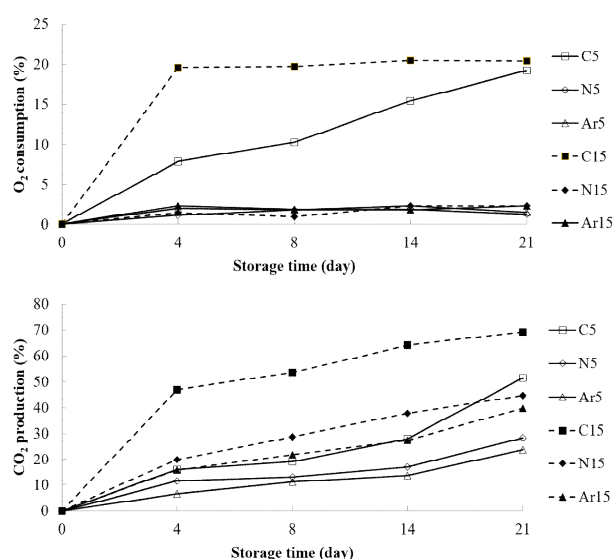 25
20
15
10
5
0
O2 consumption (%)
0 4 8 14 21
Storage time (day)
C5
N5
Ar5
C15
N15
Ar15
80
70
60
50
40
30
20
10
0
CO2 production (%)
0 4 8 14 21
Storage time (day)
C5
N5
Ar5
C15
N15
Ar15